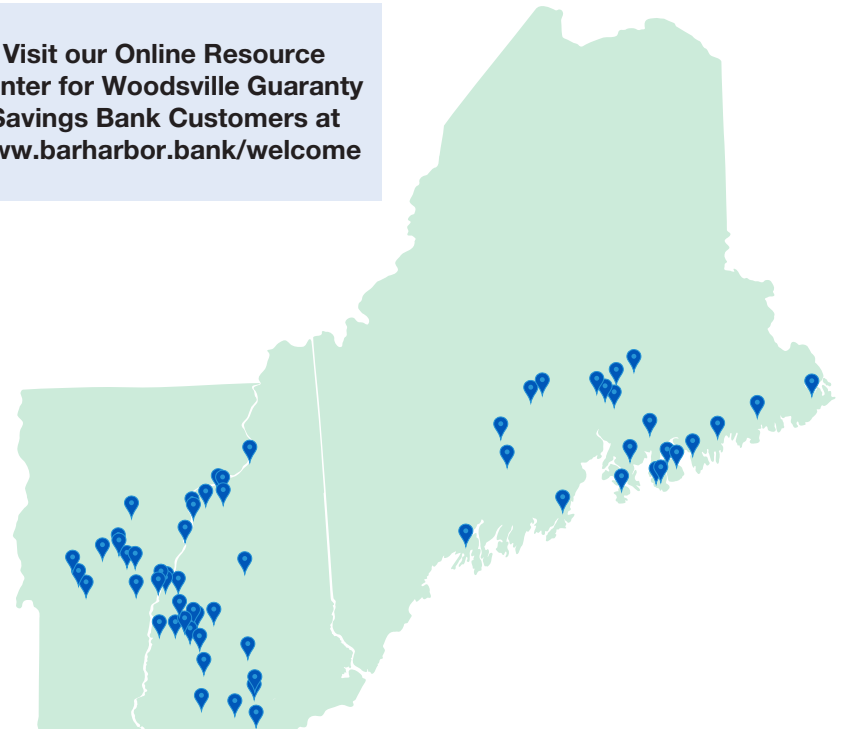 Visit our Online Resource
nter for Woodsville Guaranty
Savings Bank Customers at
ww.barharbor.bank/welcome